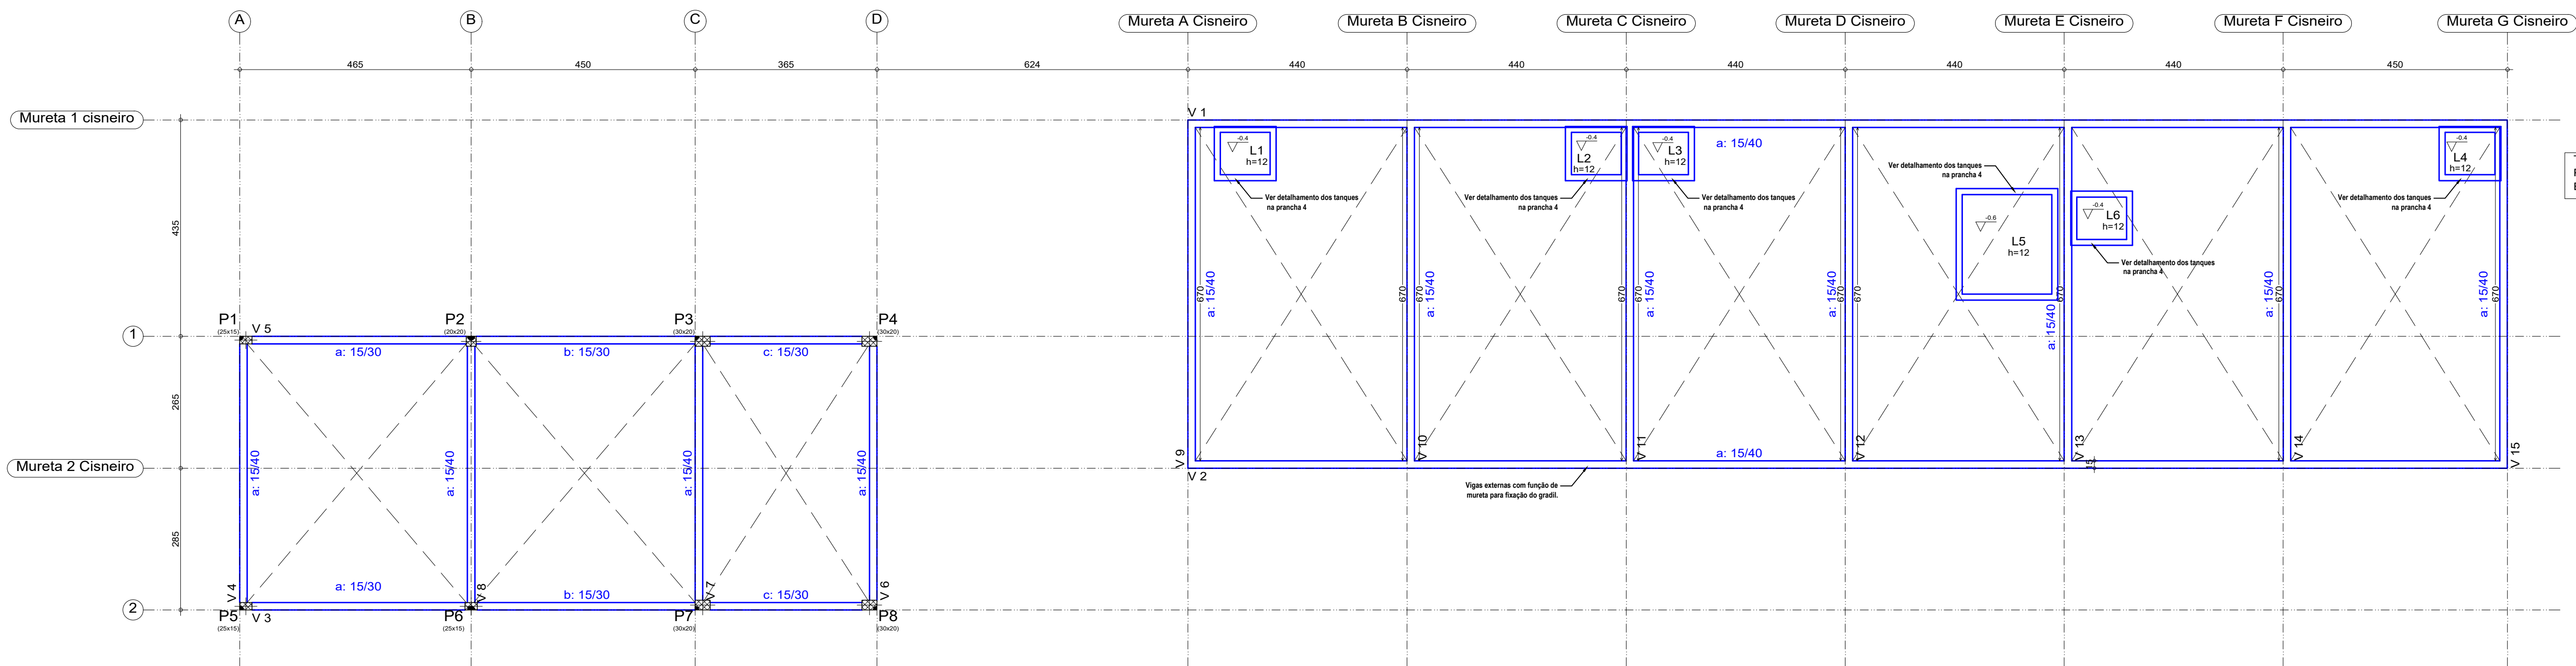 A
B
C
D
Mureta A Cisneiro
Mureta B Cisneiro
Mureta C Cisneiro
Mureta D Cisneiro
Mureta E Cisneiro
Mureta F Cisneiro
Mureta G Cisneiro
465
450
365
624
440
440
440
440
440
450
Mureta 1 cisneiro
V 1
-0.4
L1
h=12
-0.4
L2
h=12
-0.4
L3
h=12
a: 15/40
-0.4
L4
h=12
Ver detalhamento dos tanques
na prancha 4
Ver detalhamento dos tanques
na prancha 4
Ver detalhamento dos tanques
na prancha 4
Ver detalhamento dos tanques
na prancha 4
Ver detalhamento dos tanques
na prancha 4
-0.6
L5
h=12
-0.4
L6
h=12
Ver detalhamento dos tanques
na prancha 4
435
670
a: 15/40
670
a: 15/40
670
670
a: 15/40
a: 15/40
670
670
a: 15/40
a: 15/40
670
a: 15/40
670
P1
(25x15)
V 5
P2
(20x20)
P3
(30x20)
P4
(30x20)
1
a: 15/30
b: 15/30
c: 15/30
265
Mureta 2 Cisneiro
a: 15/40
a: 15/40
a: 15/40
a: 15/40
V 9
V 10
V 11
a: 15/40
V 12
V 13
15
V 14
V 15
V 2
Vigas externas com função de
mureta para fixação do gradil.
285
V 4
a: 15/30
V 8
b: 15/30
V 7
c: 15/30
V 6
2
P5
(25x15)
V 3
P6
(25x15)
P7
(30x20)
P8
(30x20)